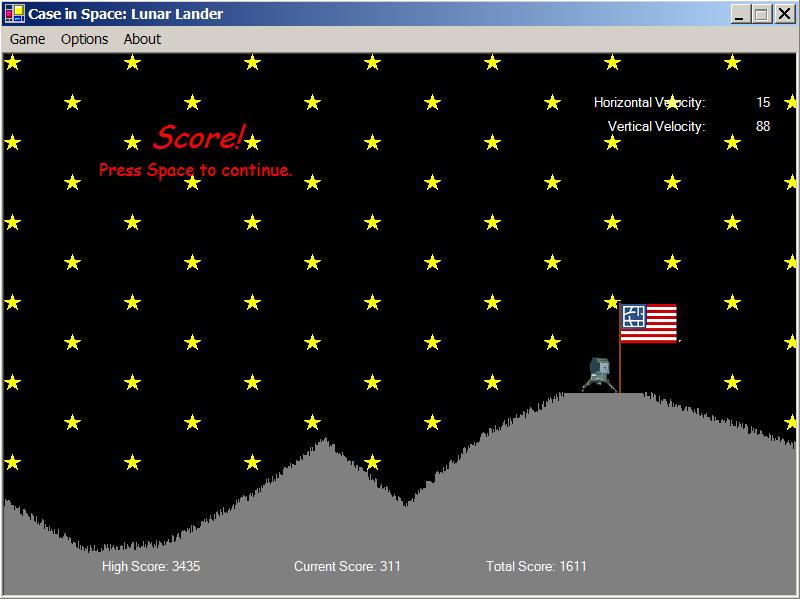 Case in Space: Lunar Lander
Game Options About
Horizontal Velocity: 15
Vertical Velocity: 88
Score!
Press Space to continue.
High Score: 3435 Current Score: 311 Total Score: 1611